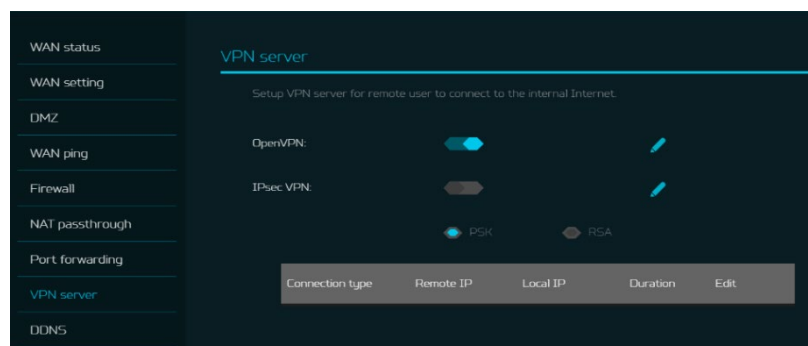 WAN status
WAN setting
DMZ
WAN ping
Firewall
NAT passthrough
Port forwarding
VPN server
DDNS
VPN server
Setup VPN server for remote user to connect to the internal Internet.
OpenVPN:
IPsec VPN:
PSK RSA
Connection type Remote IP Local IP Duration Edit